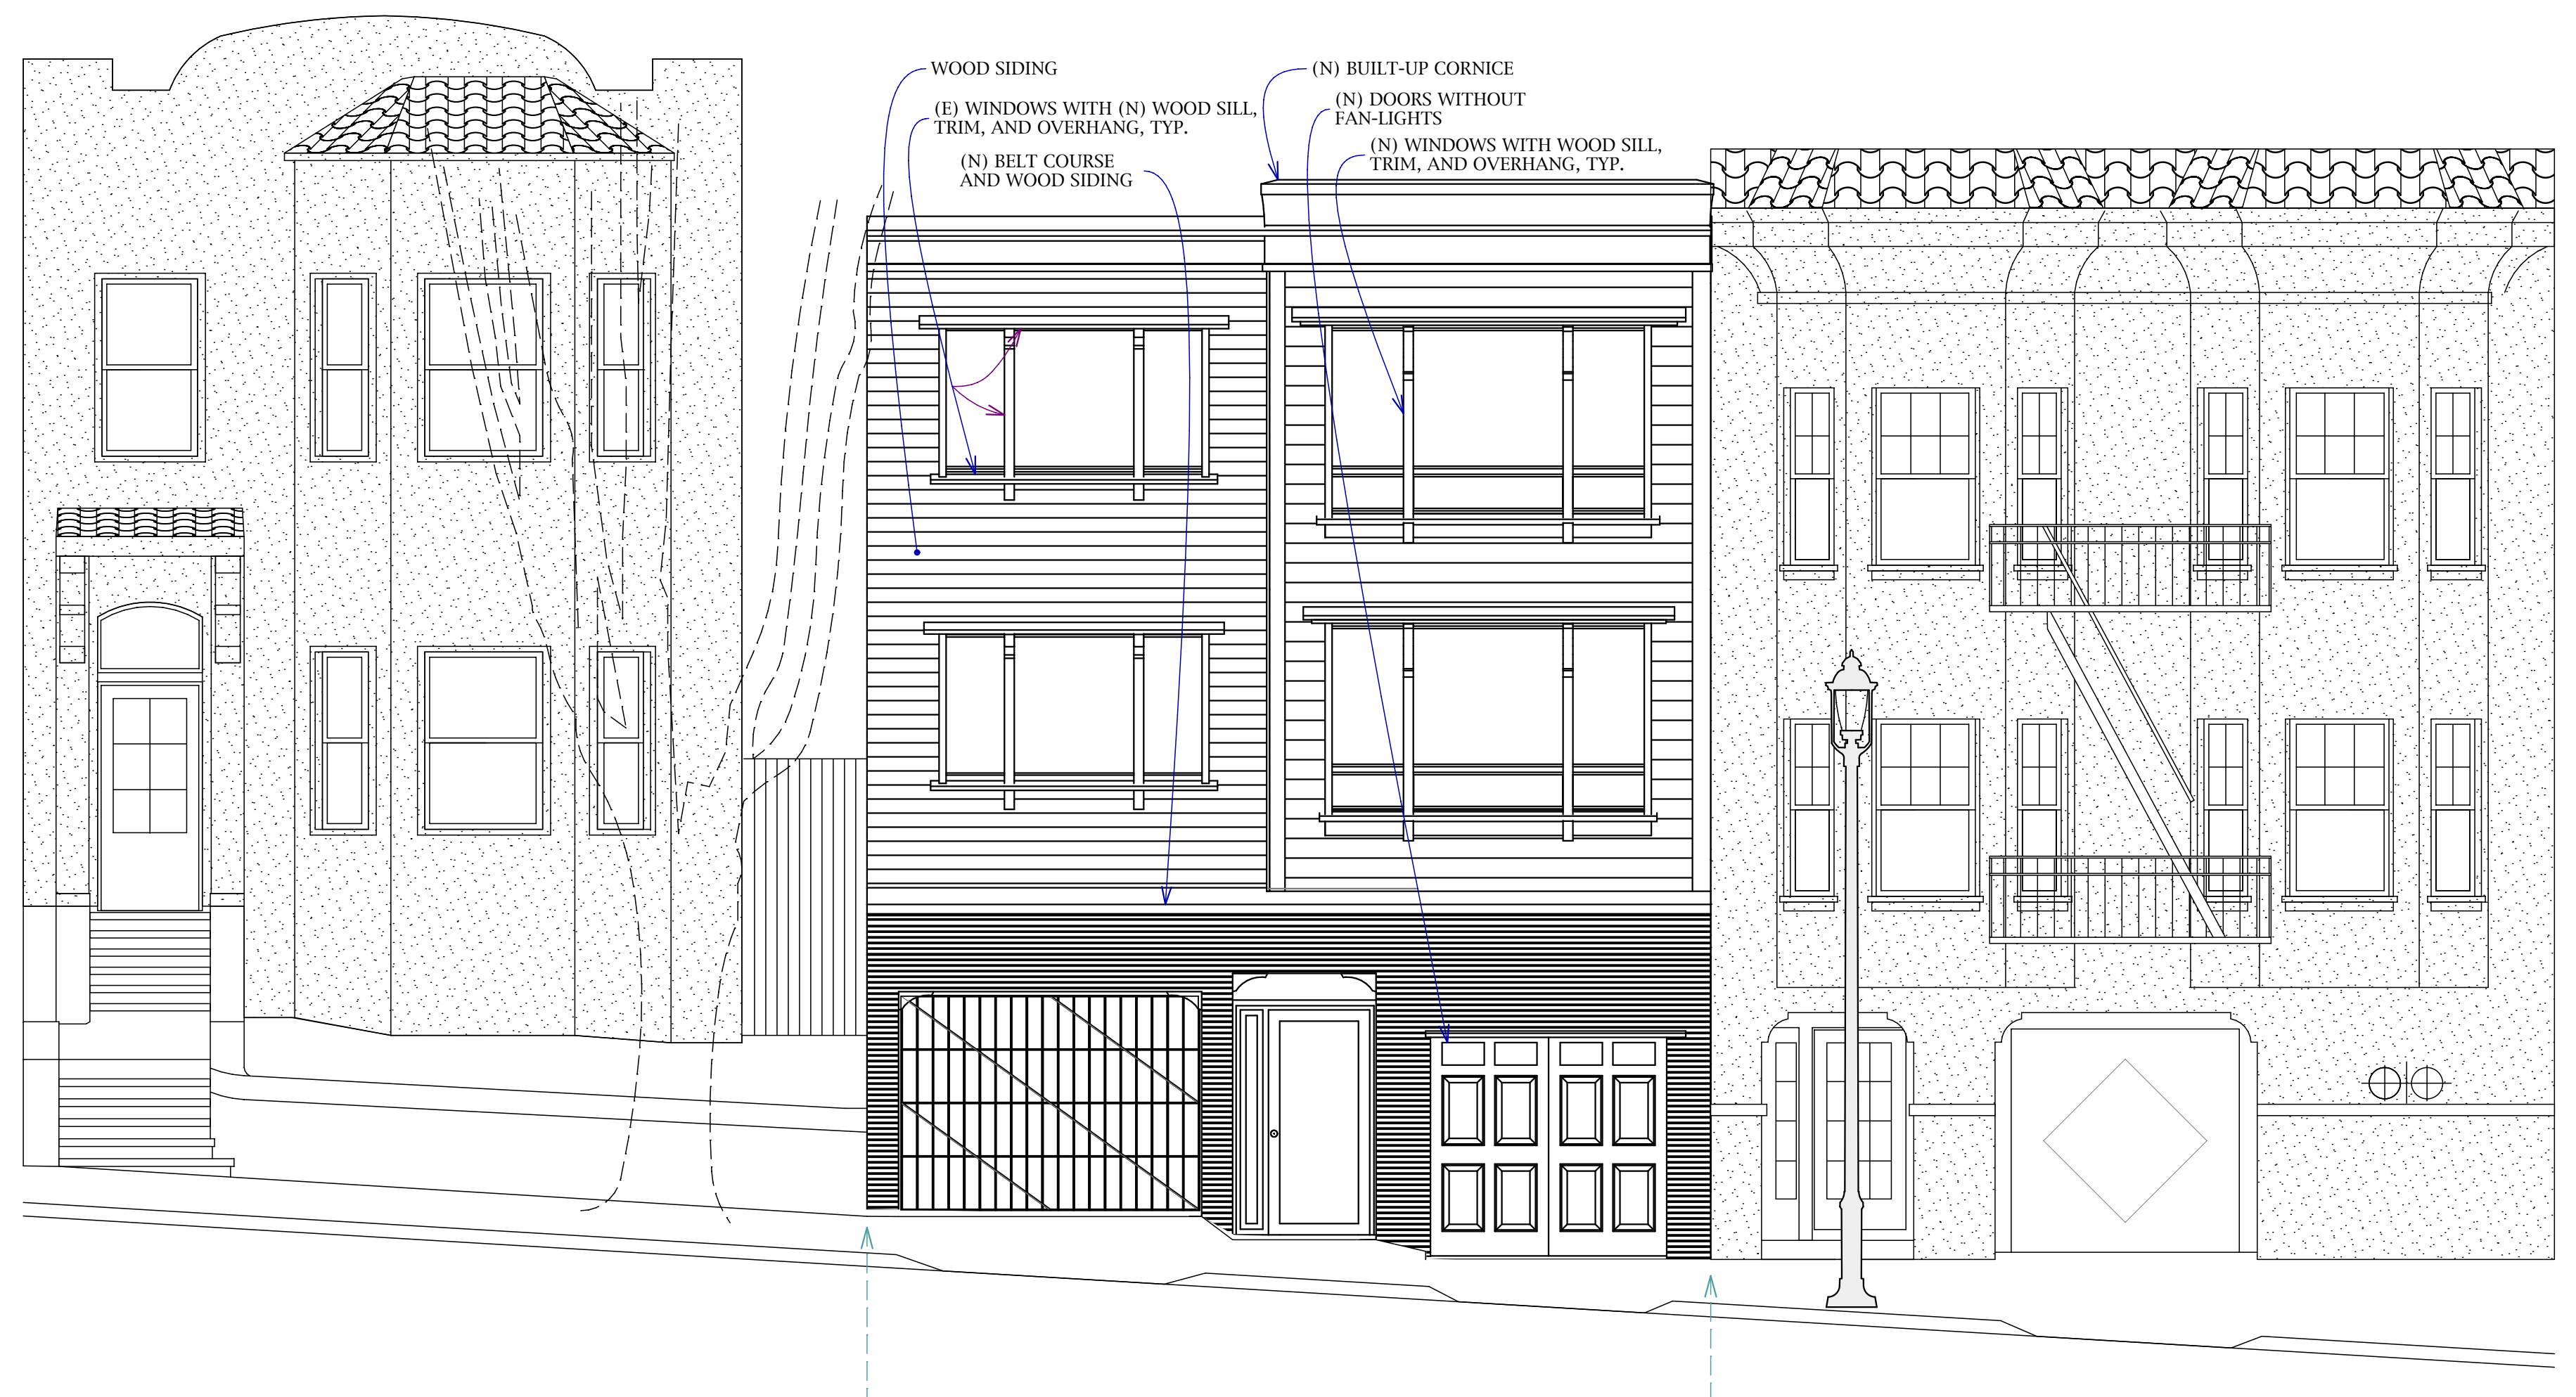 WOOD SIDING
(E) WINDOWS WITH (N) WOOD SILL,
TRIM, AND OVERHANG, TYP.
(N) BELT COURSE
AND WOOD SIDING
(N) BUILT-UP CORNICE
(N) DOORS WITHOUT
FAN-LIGHTS
(N) WINDOWS WITH WOOD SILL,
TRIM, AND OVERHANG, TYP.